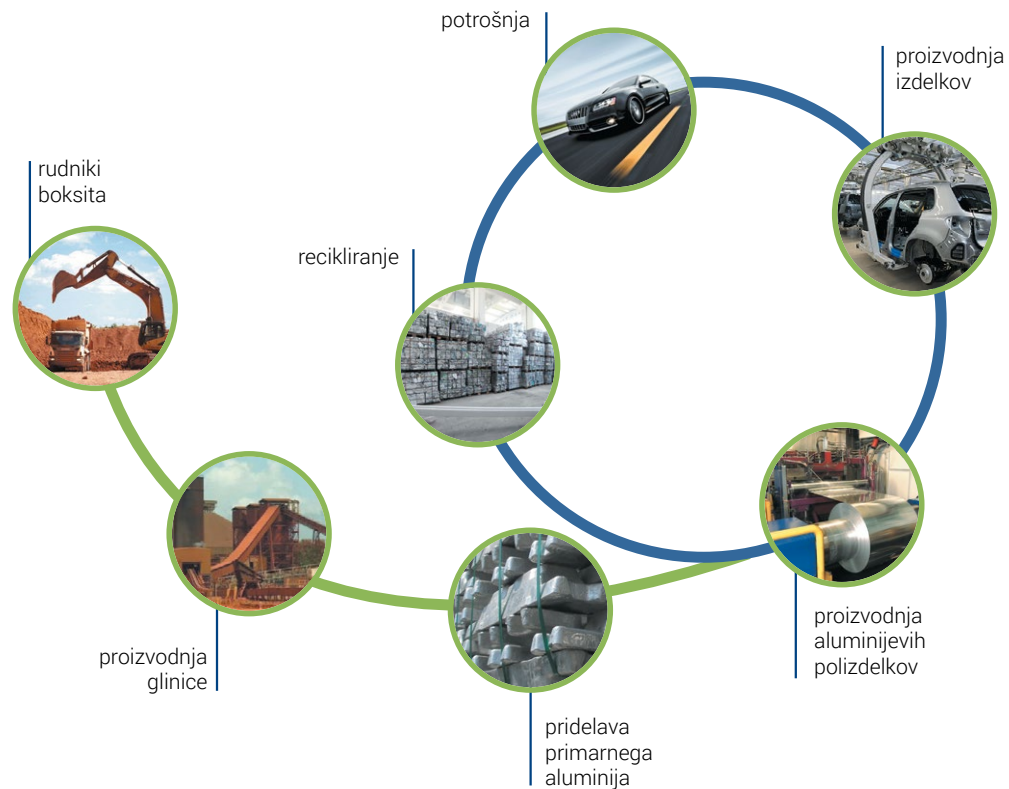 potrošnja
proizvodnja
izdelkov
rudniki
boksita
recikliranje
proizvodnja
glinice
proizvodnja
aluminijevih
polizdelkov
pridelava
primarnega
aluminija